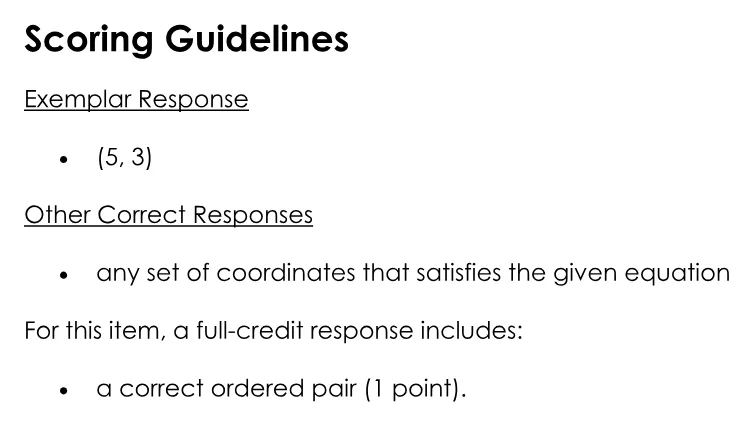 Scoring Guidelines
Exemplar Response
• (5, 3)
Other Correct Responses
• any set of coordinates that satisfies the given equation
For this item, a full-credit response includes:
• a correct ordered pair (1 point).